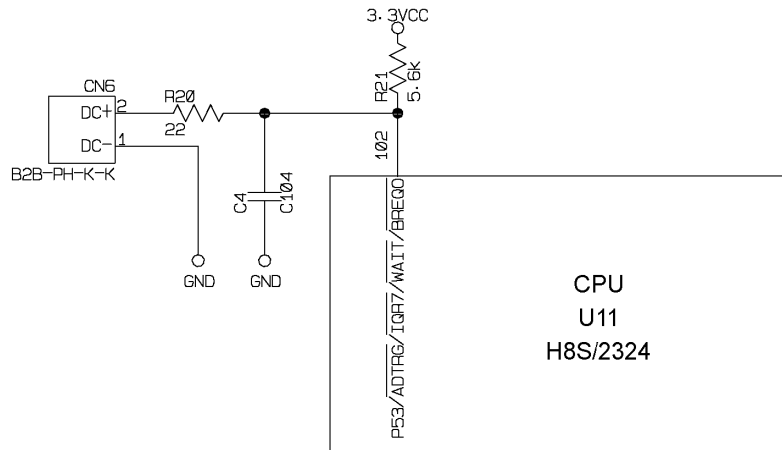 3.3VCC
R21
5.6K
CN6
DC+
2
R20
22
DC-
1
B2B-PH-K-K
102
C4
C104
GND
GND
P53/ADTRG/IQR7/WAIT/BREQO
CPU
U11
H8S/2324